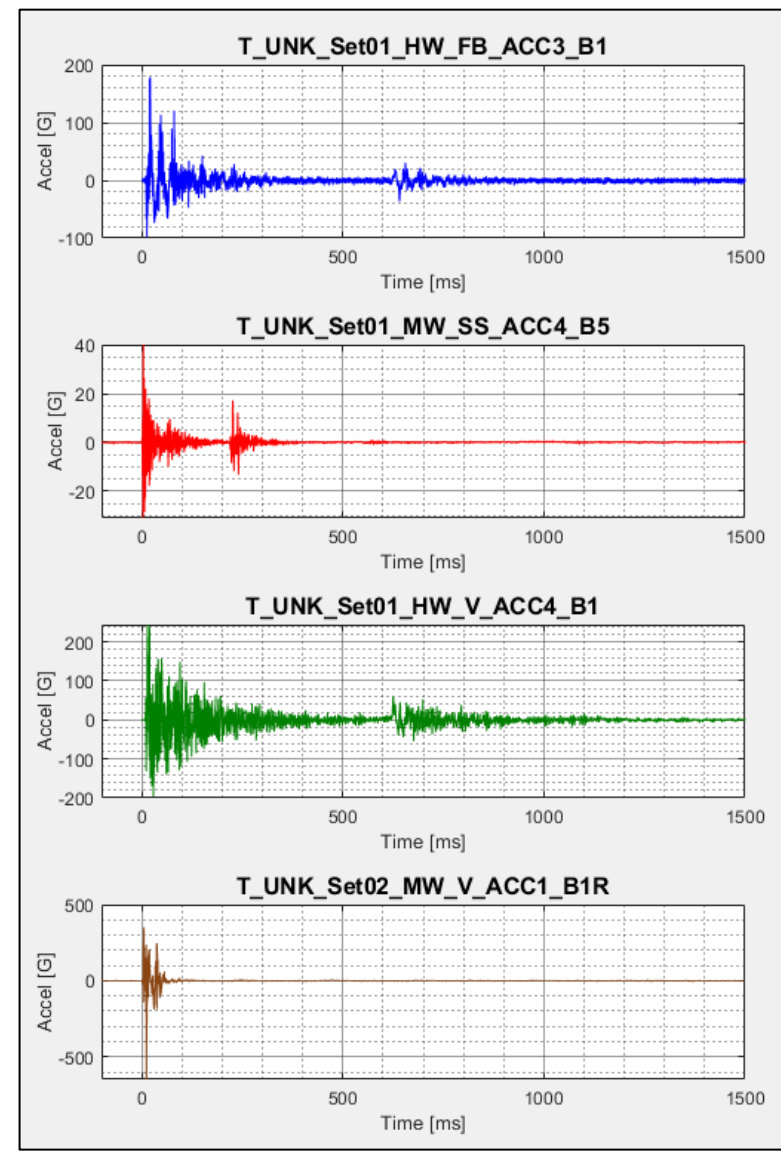 T_UNK_Set01_HW_FB_ACC3_B1
200
100
0
-100
Accel [G]
0 500 1000 1500
Time [ms]
T_UNK_Set01_MW_SS_ACC4_B5
40
20
0
-20
Accel [G]
0 500 1000 1500
Time [ms]
T_UNK_Set01_HW_V_ACC4_B1
200
100
0
-100
-200
Accel [G]
0 500 1000 1500
Time [ms]
T_UNK_Set02_MW_V_ACC1_B1R
500
0
-500
Accel [G]
0 500 1000 1500
Time [ms]